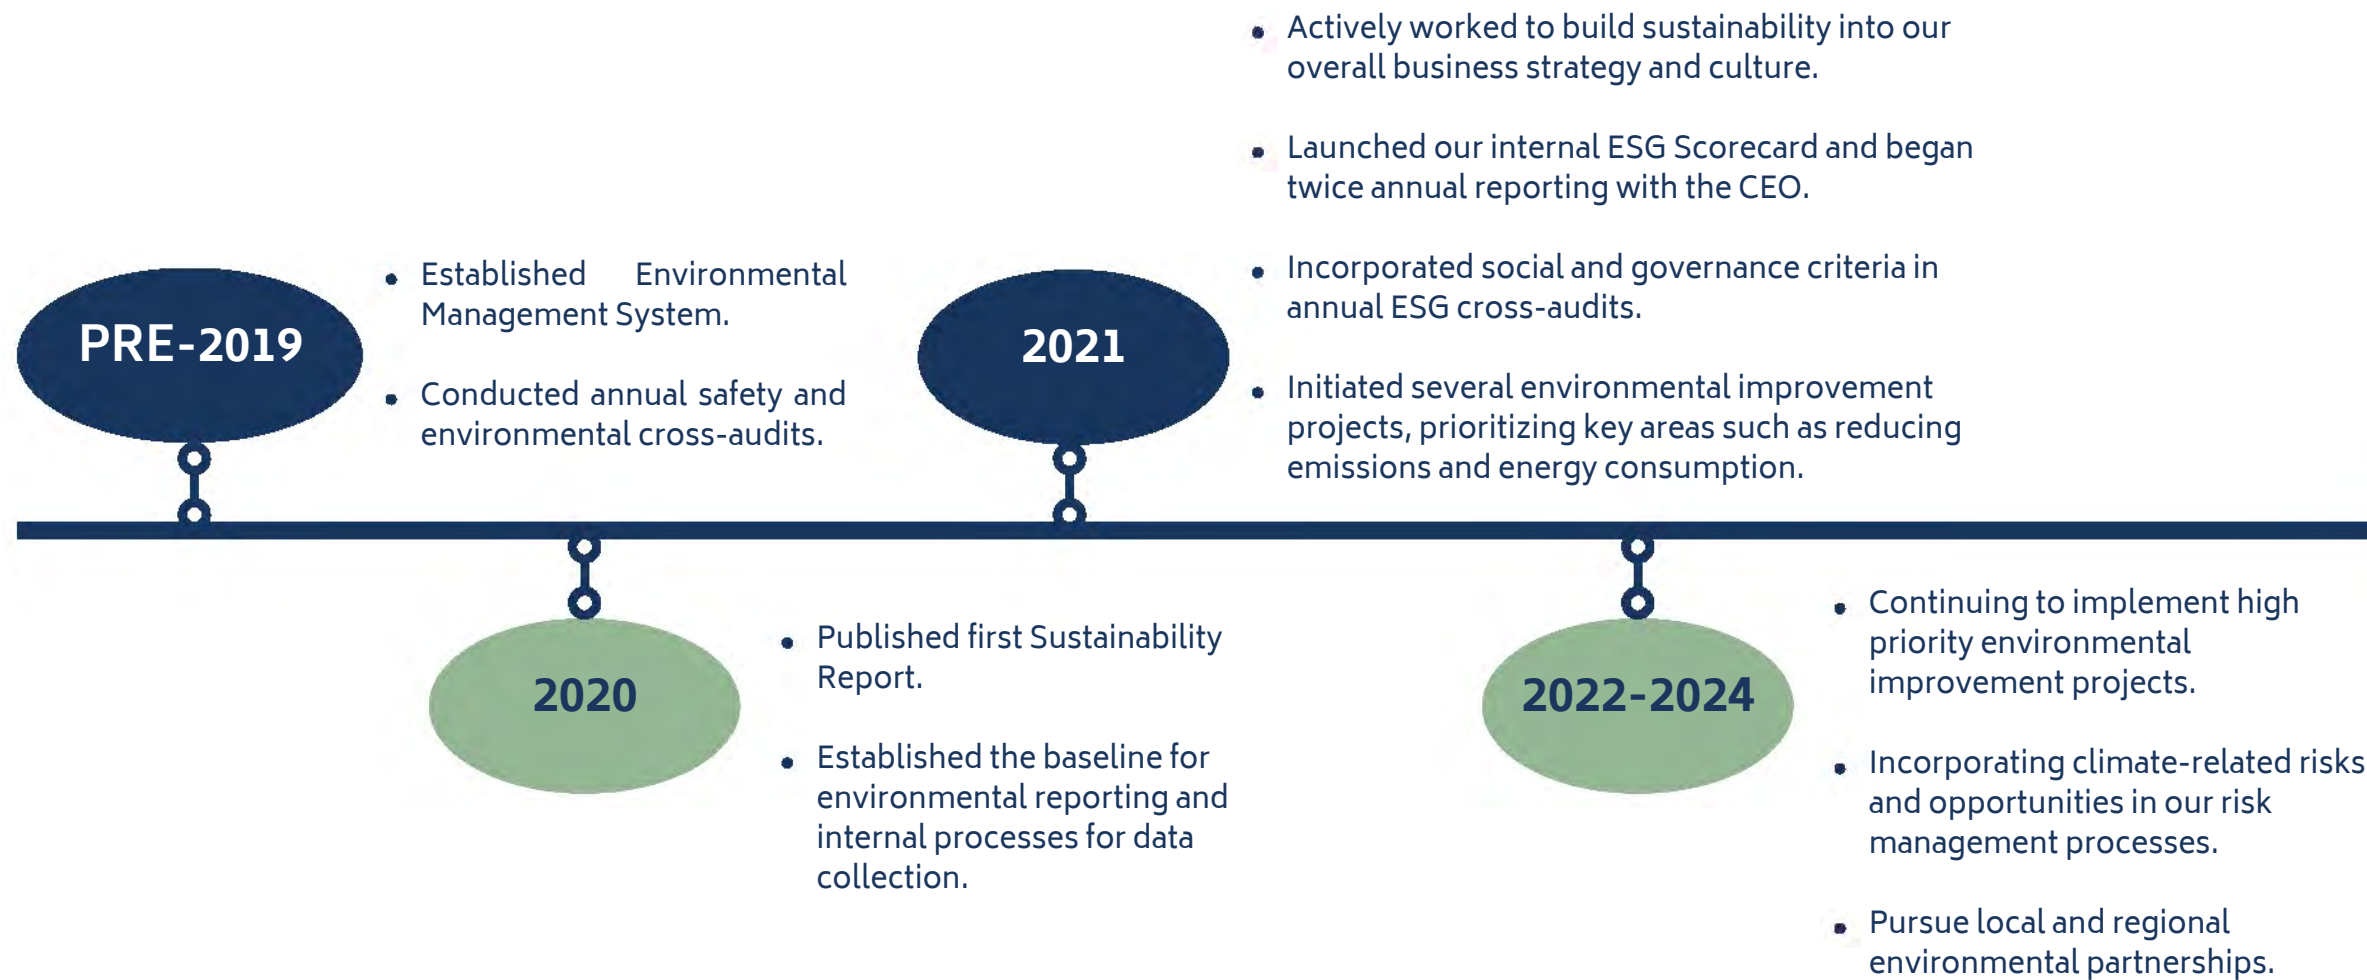 PRE-2019
• Established Environmental
Management System.
• Conducted annual safety and
environmental cross-audits.
2020
• Published first Sustainability
Report.
• Established the baseline for
environmental reporting and
internal processes for data
collection.
2021
• Actively worked to build sustainability into our
overall business strategy and culture.
• Launched our internal ESG Scorecard and began
twice annual reporting with the CEO.
• Incorporated social and governance criteria in
annual ESG cross-audits.
• Initiated several environmental improvement
projects, prioritizing key areas such as reducing
emissions and energy consumption.
2022-2024
• Continuing to implement high
priority environmental
improvement projects.
• Incorporating climate-related risks
and opportunities in our risk
management processes.
• Pursue local and regional
environmental partnerships.